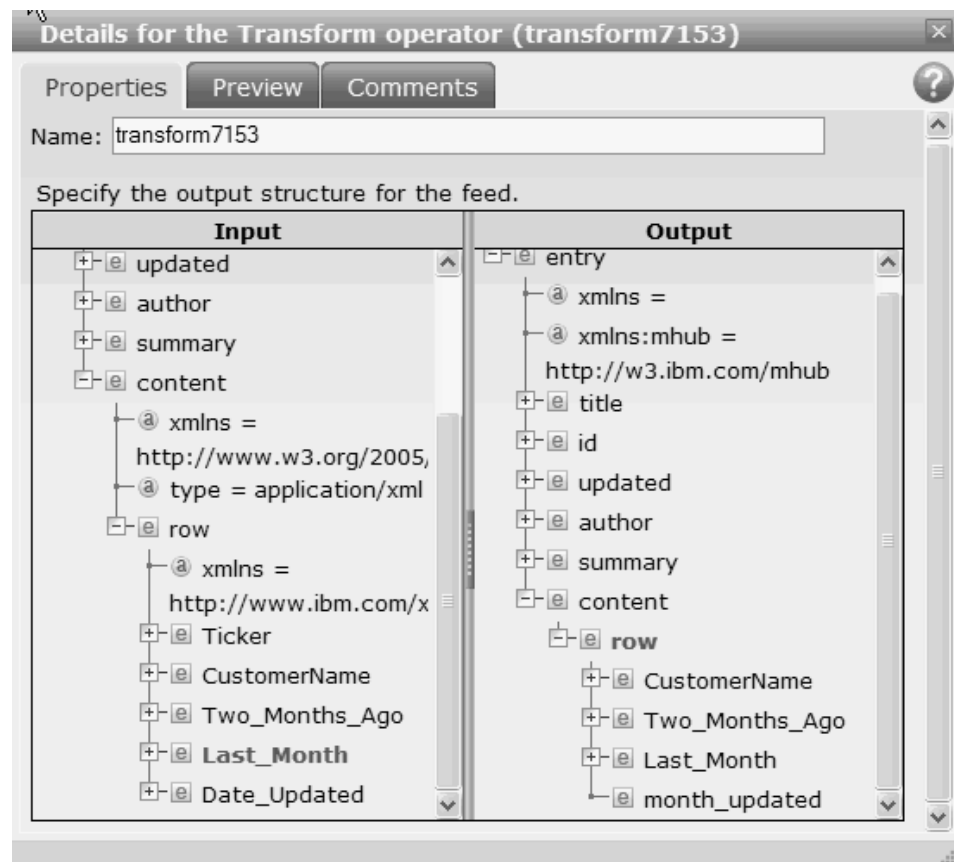 Details for the Transform operator (transform7153)
Properties Preview Comments
?
Name: transform7153
Specify the output structure for the feed.
Input
e updated
e author
e summary
e content
a xmlns =
http://www.w3.org/2005,
a type = application/xml
e row
a xmlns =
http://www.ibm.com/x
e Ticker
e CustomerName
e Two_Months_Ago
e Last_Month
e Date_Updated
Output
e entry
a xmlns =
a xmlns:mhub =
http://w3.ibm.com/mhub
e title
e id
e updated
e author
e summary
e content
e row
e CustomerName
e Two_Months_Ago
e Last_Month
e month_updated